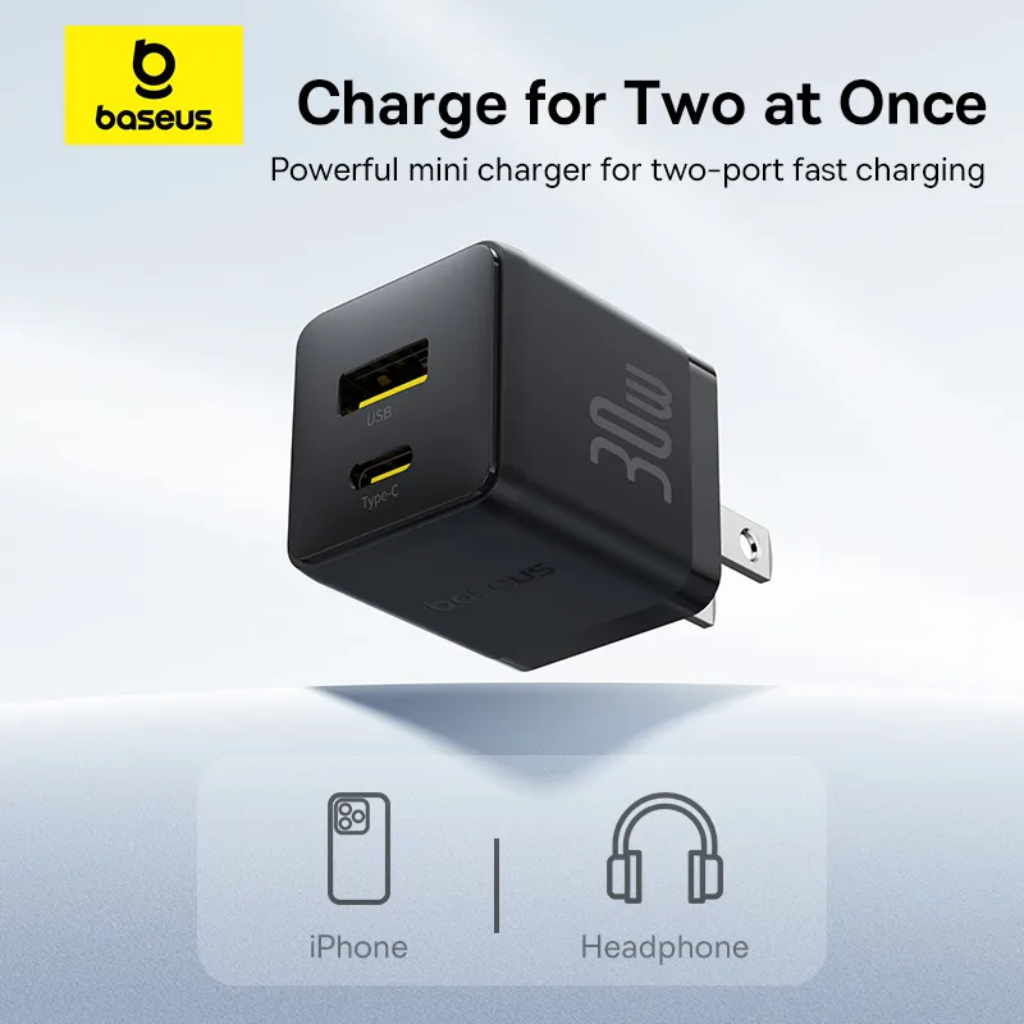 baseus
Charge for Two at Once
Powerful mini charger for two-port fast charging
USB
Type-C
30w
baseus
iPhone
Headphone